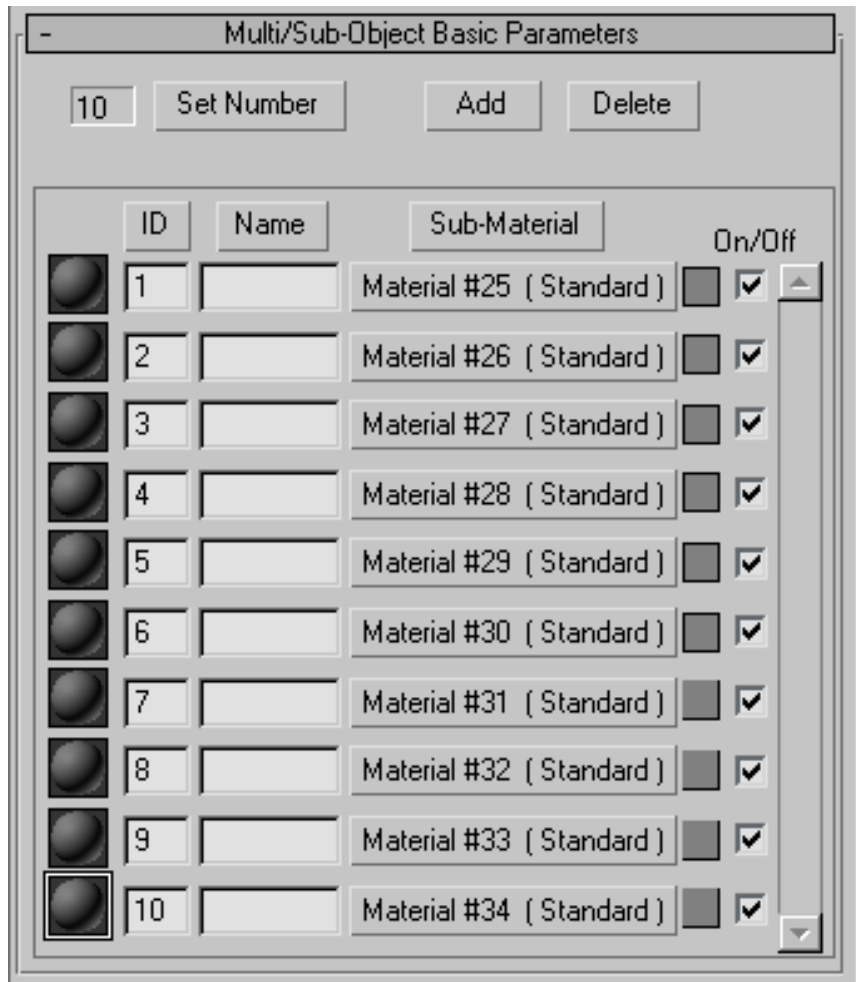 - Multi/Sub-Object Basic Parameters
10 Set Number Add Delete
ID Name Sub-Material On/Off
1 Material #25 ( Standard )
2 Material #26 ( Standard )
3 Material #27 ( Standard )
4 Material #28 ( Standard )
5 Material #29 ( Standard )
6 Material #30 ( Standard )
7 Material #31 ( Standard )
8 Material #32 ( Standard )
9 Material #33 ( Standard )
10 Material #34 ( Standard )